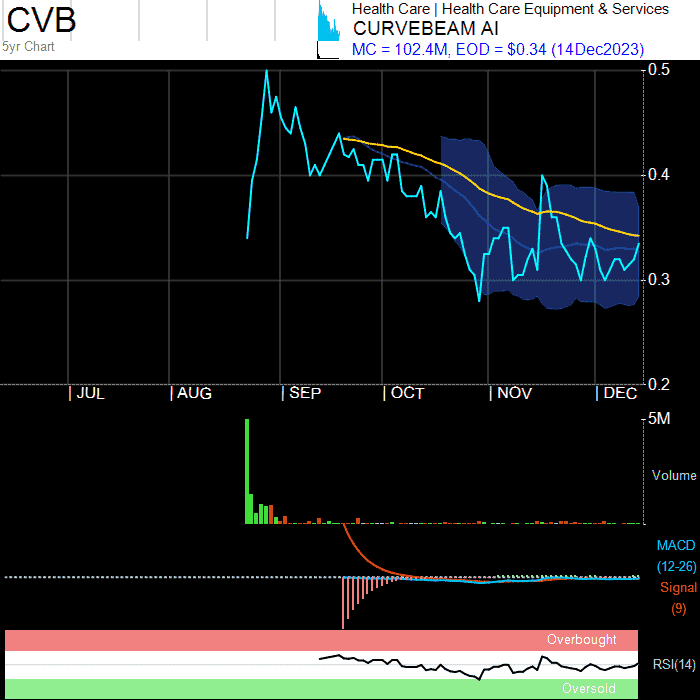 CVB
5yr Chart
Health Care | Health Care Equipment & Services
CURVEBEAM AI
MC = 102.4M, EOD = $0.34 (14Dec2023)
0.5
0.4
0.3
0.2
JUL AUG SEP OCT NOV DEC
5M
Volume
MACD
(12-26)
Signal
(9)
Overbought
RSI(14)
Oversold